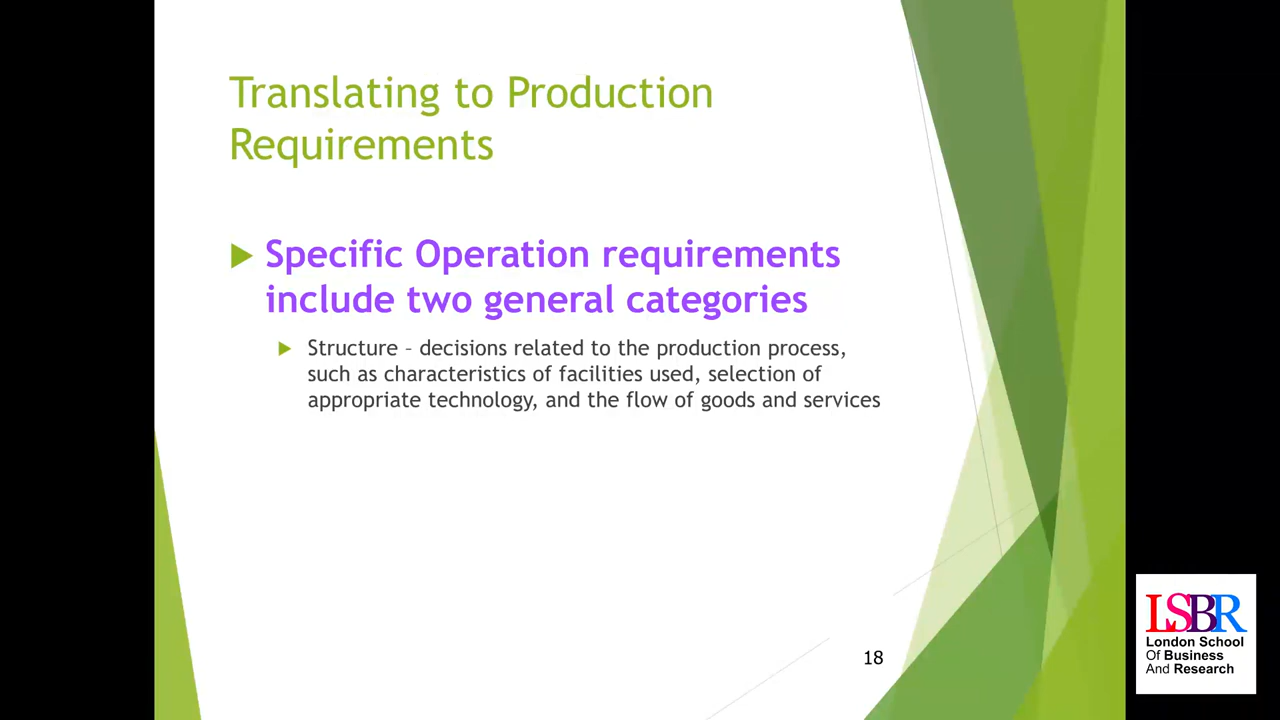 Translating to Production
Requirements
Specific Operation requirements
include two general categories
Structure – decisions related to the production process,
such as characteristics of facilities used, selection of
appropriate technology, and the flow of goods and services
18
LSBR
London School
Of Business
And Research